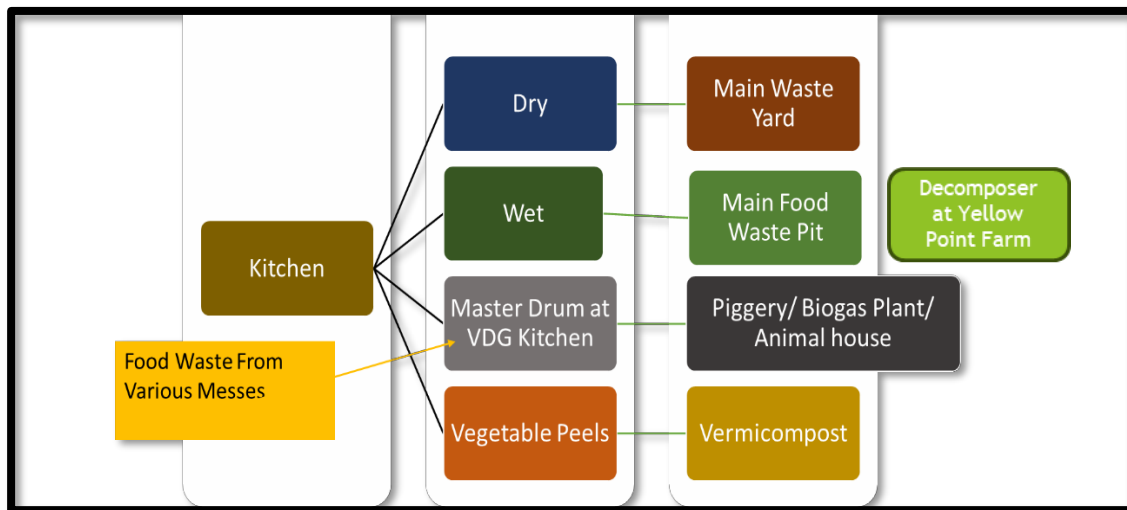 Kitchen
Food Waste From
Various Messes
Dry
Wet
Master Drum at
VDG Kitchen
Vegetable Peels
Main Waste
Yard
Main Food
Waste Pit
Piggery/ Biogas Plant/
Animal house
Vermicompost
Decomposer
at Yellow
Point Farm